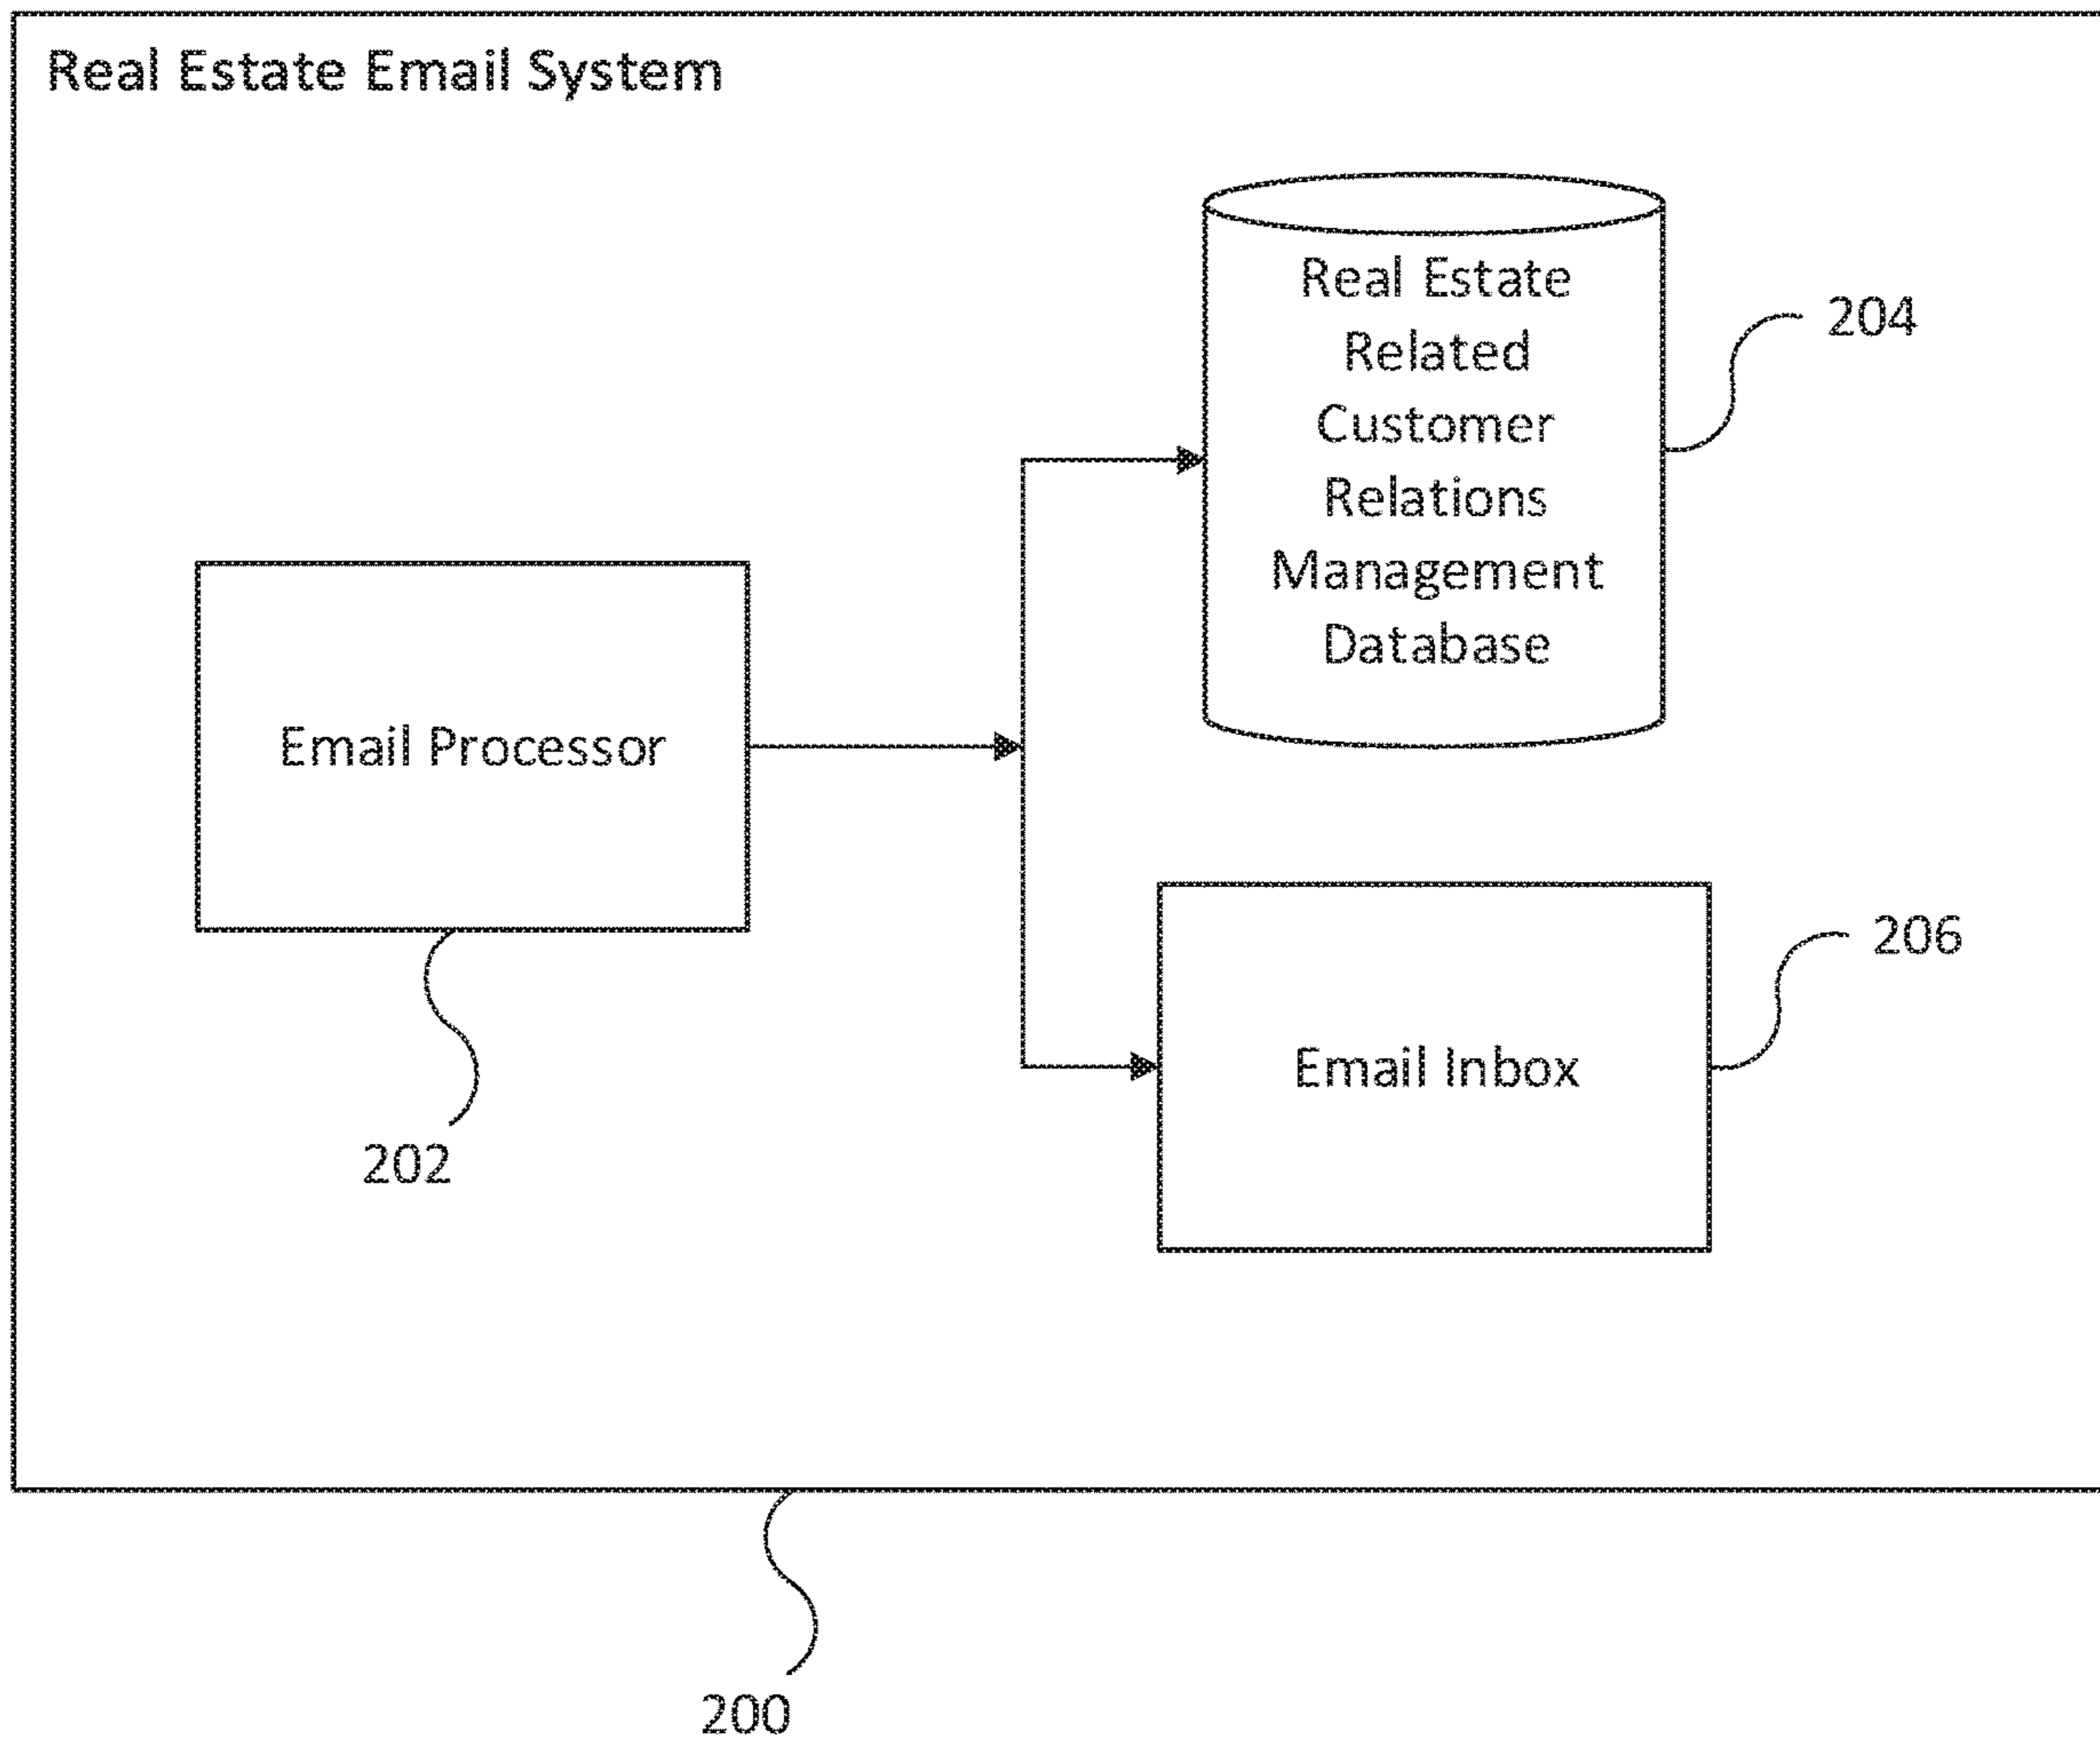 Real Estate Email System
Real Estate
Related
Customer
Relations
Management
Database
204
Email Processor
202
Email Inbox
206
200